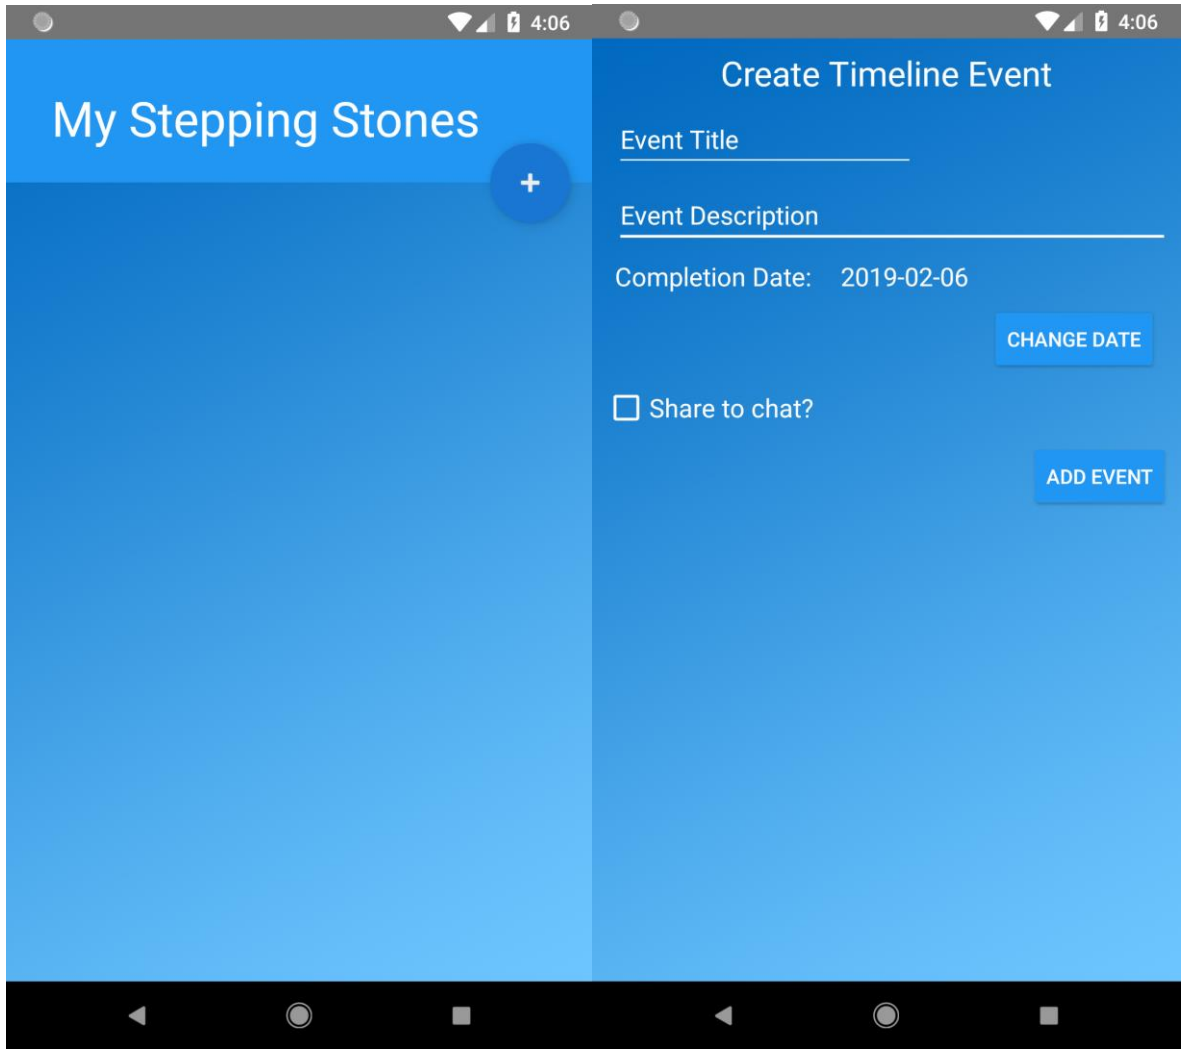 4:06
My Stepping Stones
+
4:06
Create Timeline Event
Event Title
Event Description
Completion Date: 2019-02-06
CHANGE DATE
Share to chat?
ADD EVENT